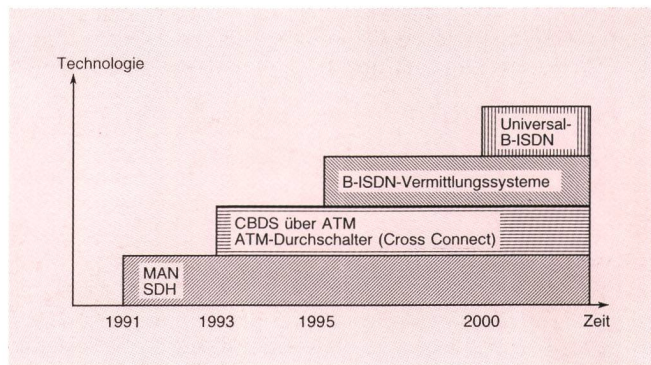 Technologie
Universal-
B-ISDN
B-ISDN-Vermittlungssysteme
CBDS über ATM
ATM-Durchschalter (Cross Connect)
MAN
SDH
1991 1993 1995 2000 Zeit